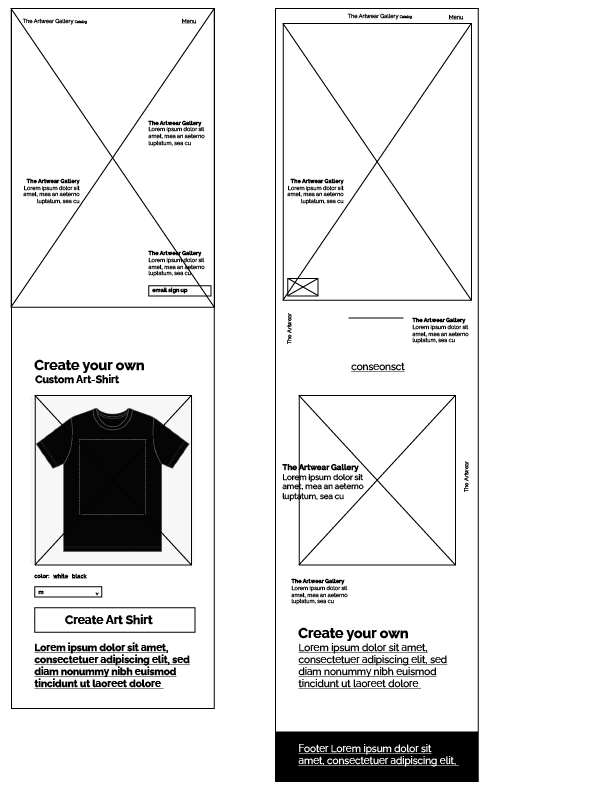 The Artwear Gallery Catalog
Menu
The Artwear Gallery
Lorem ipsum dolor sit
amet, mea an aeterno
luptatum, sea cu
The Artwear Gallery
Lorem ipsum dolor sit
amet, mea an aeterno
luptatum, sea cu
The Artwear Gallery
Lorem ipsum dolor sit
amet, mea an aeterno
luptatum, sea cu
email sign up
Create your own
Custom Art-Shirt
color: white black
m v
Create Art Shirt
Lorem ipsum dolor sit amet,
consectetuer adipiscing elit, sed
diam nonummy nibh euismod
tincidunt ut laoreet dolore
The Artwear Gallery Catalog
Menu
The Artwear Gallery
Lorem ipsum dolor sit
amet, mea an aeterno
luptatum, sea cu
The Artwear
The Artwear Gallery
Lorem ipsum dolor sit
amet, mea an aeterno
luptatum, sea cu
conseonsct
The Artwear Gallery
Lorem ipsum dolor sit
amet, mea an aeterno
luptatum, sea cu
The Artwear
The Artwear Gallery
Lorem ipsum dolor sit
amet, mea an aeterno
luptatum, sea cu
Create your own
Lorem ipsum dolor sit amet,
consectetuer adipiscing elit, sed
diam nonummy nibh euismod
tincidunt ut laoreet dolore
Footer Lorem ipsum dolor sit
amet, consectetuer adipiscing elit,